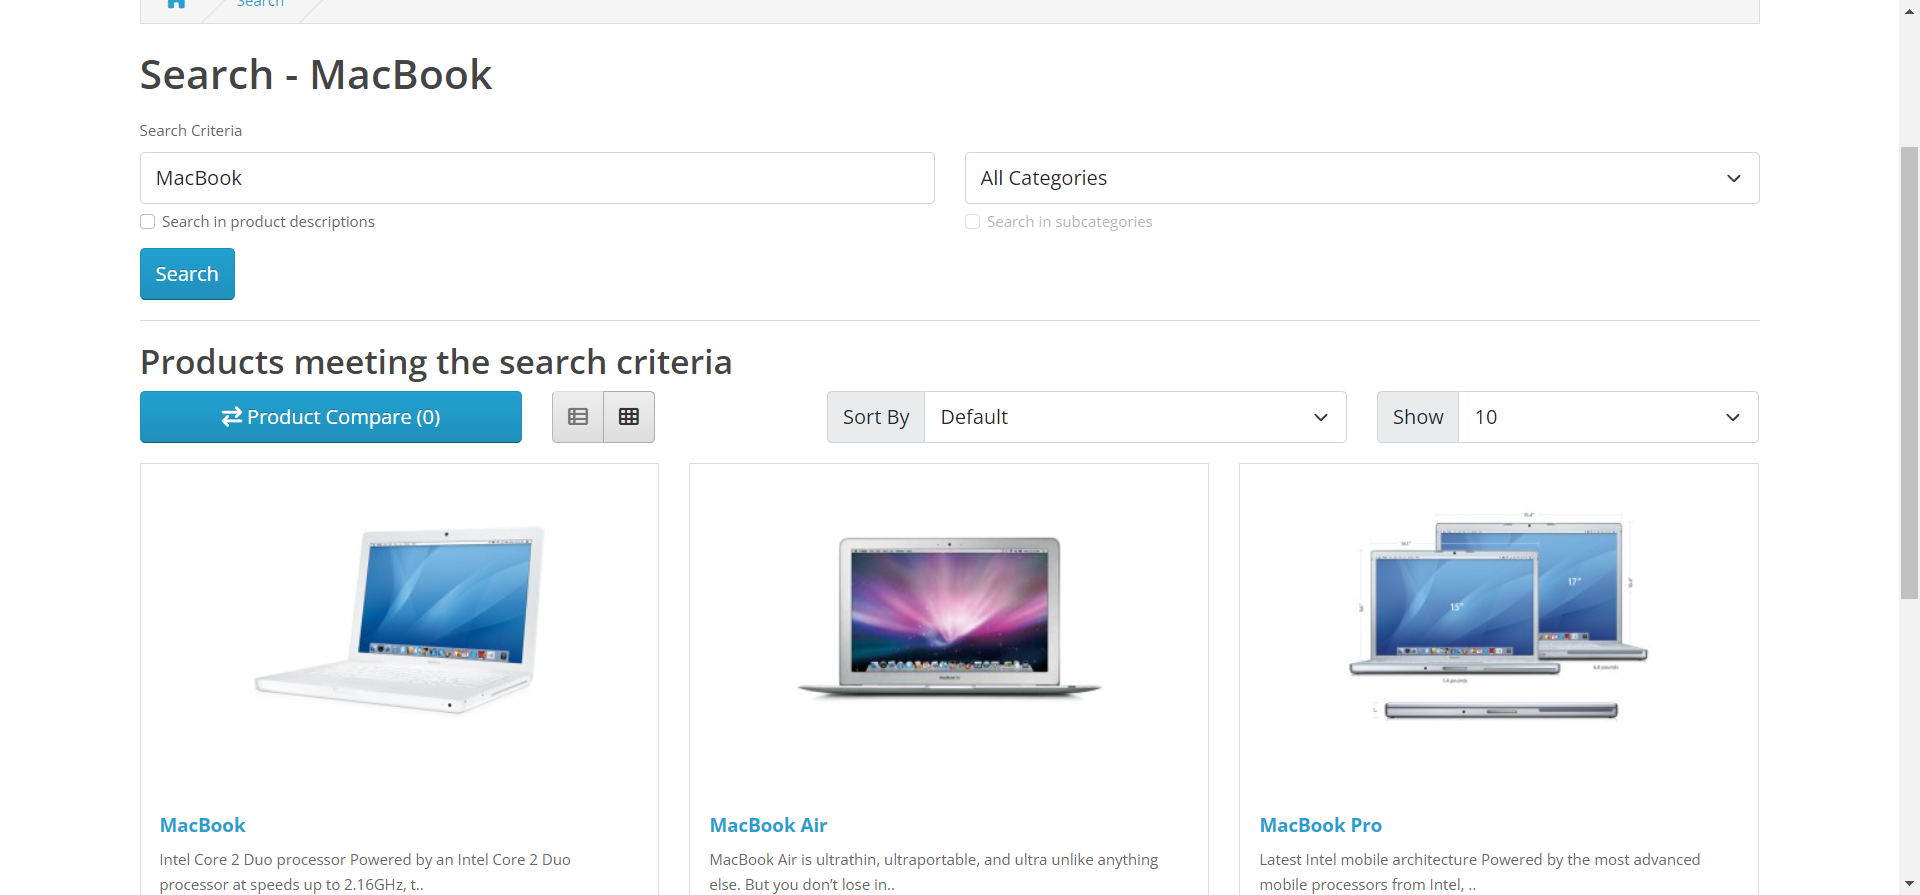 Search
Search - MacBook
Search Criteria
MacBook
All Categories
Search in product descriptions
Search in subcategories
Search
Products meeting the search criteria
Product Compare (0)
Sort By
Default
Show
10
15"
17"
MacBook
Intel Core 2 Duo processor Powered by an Intel Core 2 Duo
processor at speeds up to 2.16GHz, t..
MacBook Air
MacBook Air is ultrathin, ultraportable, and ultra unlike anything
else. But you don’t lose in..
MacBook Pro
Latest Intel mobile architecture Powered by the most advanced
mobile processors from Intel, ..